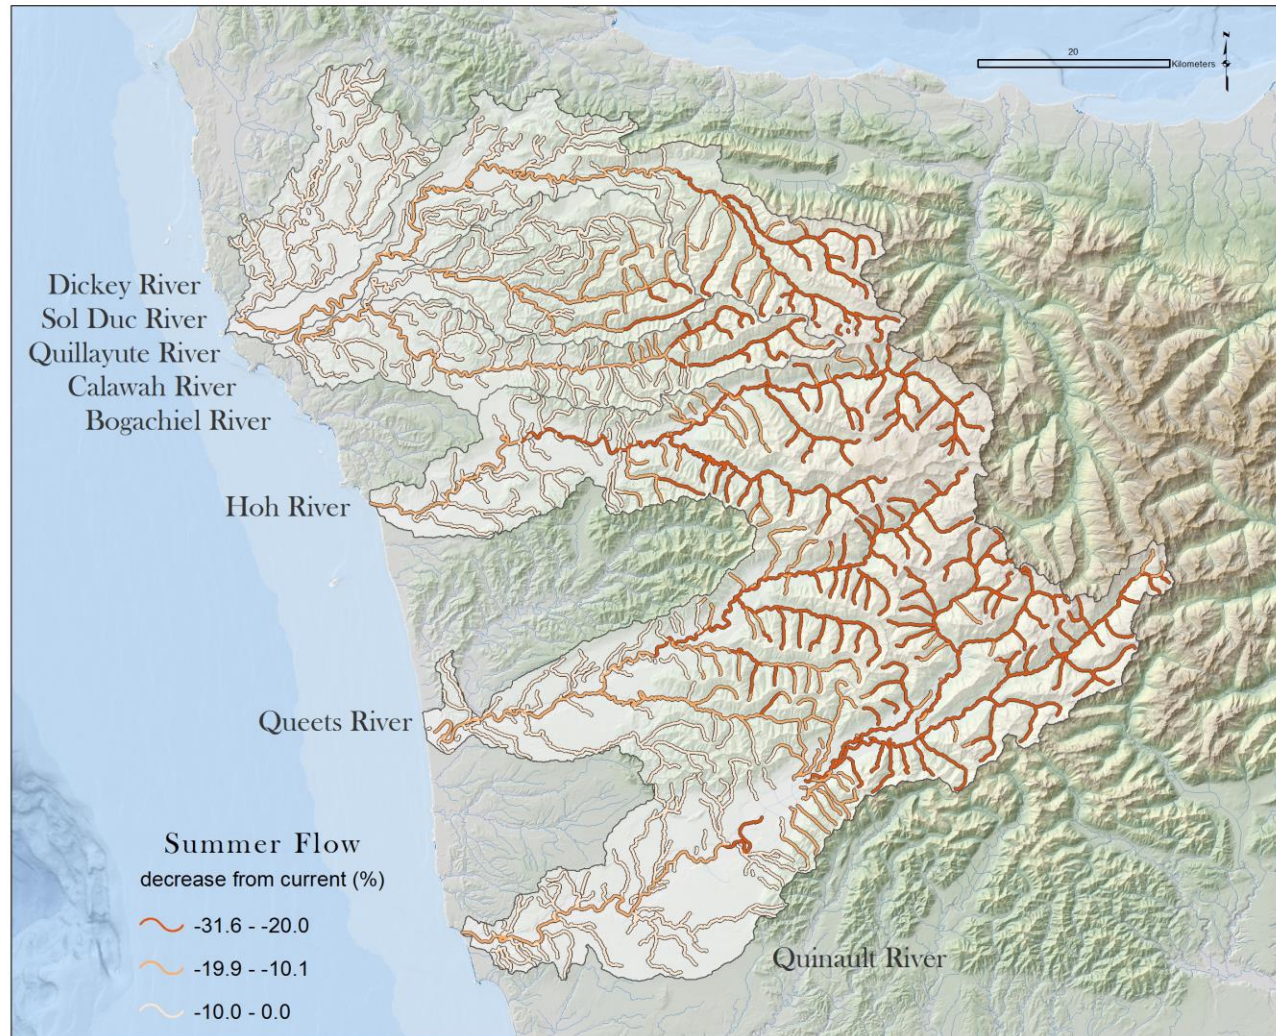 20
Kilometers
N
Dickey River
Sol Duc River
Quillayute River
Calawah River
Bogachiel River
Hoh River
Queets River
Quinault River
Summer Flow
decrease from current (%)
-31.6 - -20.0
-19.9 - -10.1
-10.0 - 0.0